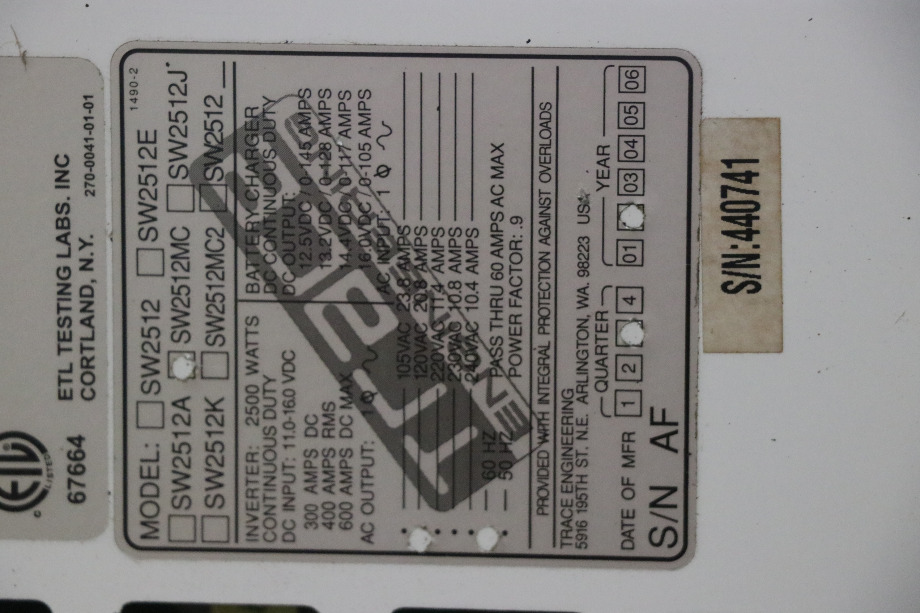 ETL TESTING LABS. INC
CORTLAND, N.Y. 270-0041-01-01
LISTED
67664
1490-2
MODEL: SW2512 SW2512E
SW2512A SW2512MC SW2512J
SW2512K SW2512MC2 SW2512
INVERTER: 2500 WATTS
CONTINUOUS DUTY
DC INPUT: 11.0-16.0 VDC
300 AMPS DC
400 AMPS RMS
600 AMPS DC MAX
AC OUTPUT: 1 ϕ ~
BATTERY CHARGER
DC CONTINUOUS DUTY
DC OUTPUT:
12.5VDC 0-145 AMPS
13.2VDC 0-128 AMPS
14.4VDC 0-117 AMPS
16.0VDC 0-105 AMPS
AC INPUT: 1 ϕ ~
105VAC 23.8 AMPS
120VAC 20.8 AMPS
220VAC 11.4 AMPS
230VAC 10.8 AMPS
240VAC 10.4 AMPS
60 HZ PASS THRU 60 AMPS AC MAX
50 HZ POWER FACTOR: .9
PROVIDED WITH INTEGRAL PROTECTION AGAINST OVERLOADS
TRACE ENGINEERING
5916 195TH ST. N.E. ARLINGTON, WA. 98223 USA
QUARTER YEAR
DATE OF MFR 1 2 4 01 03 04 05 06
S/N AF
S/N:440741